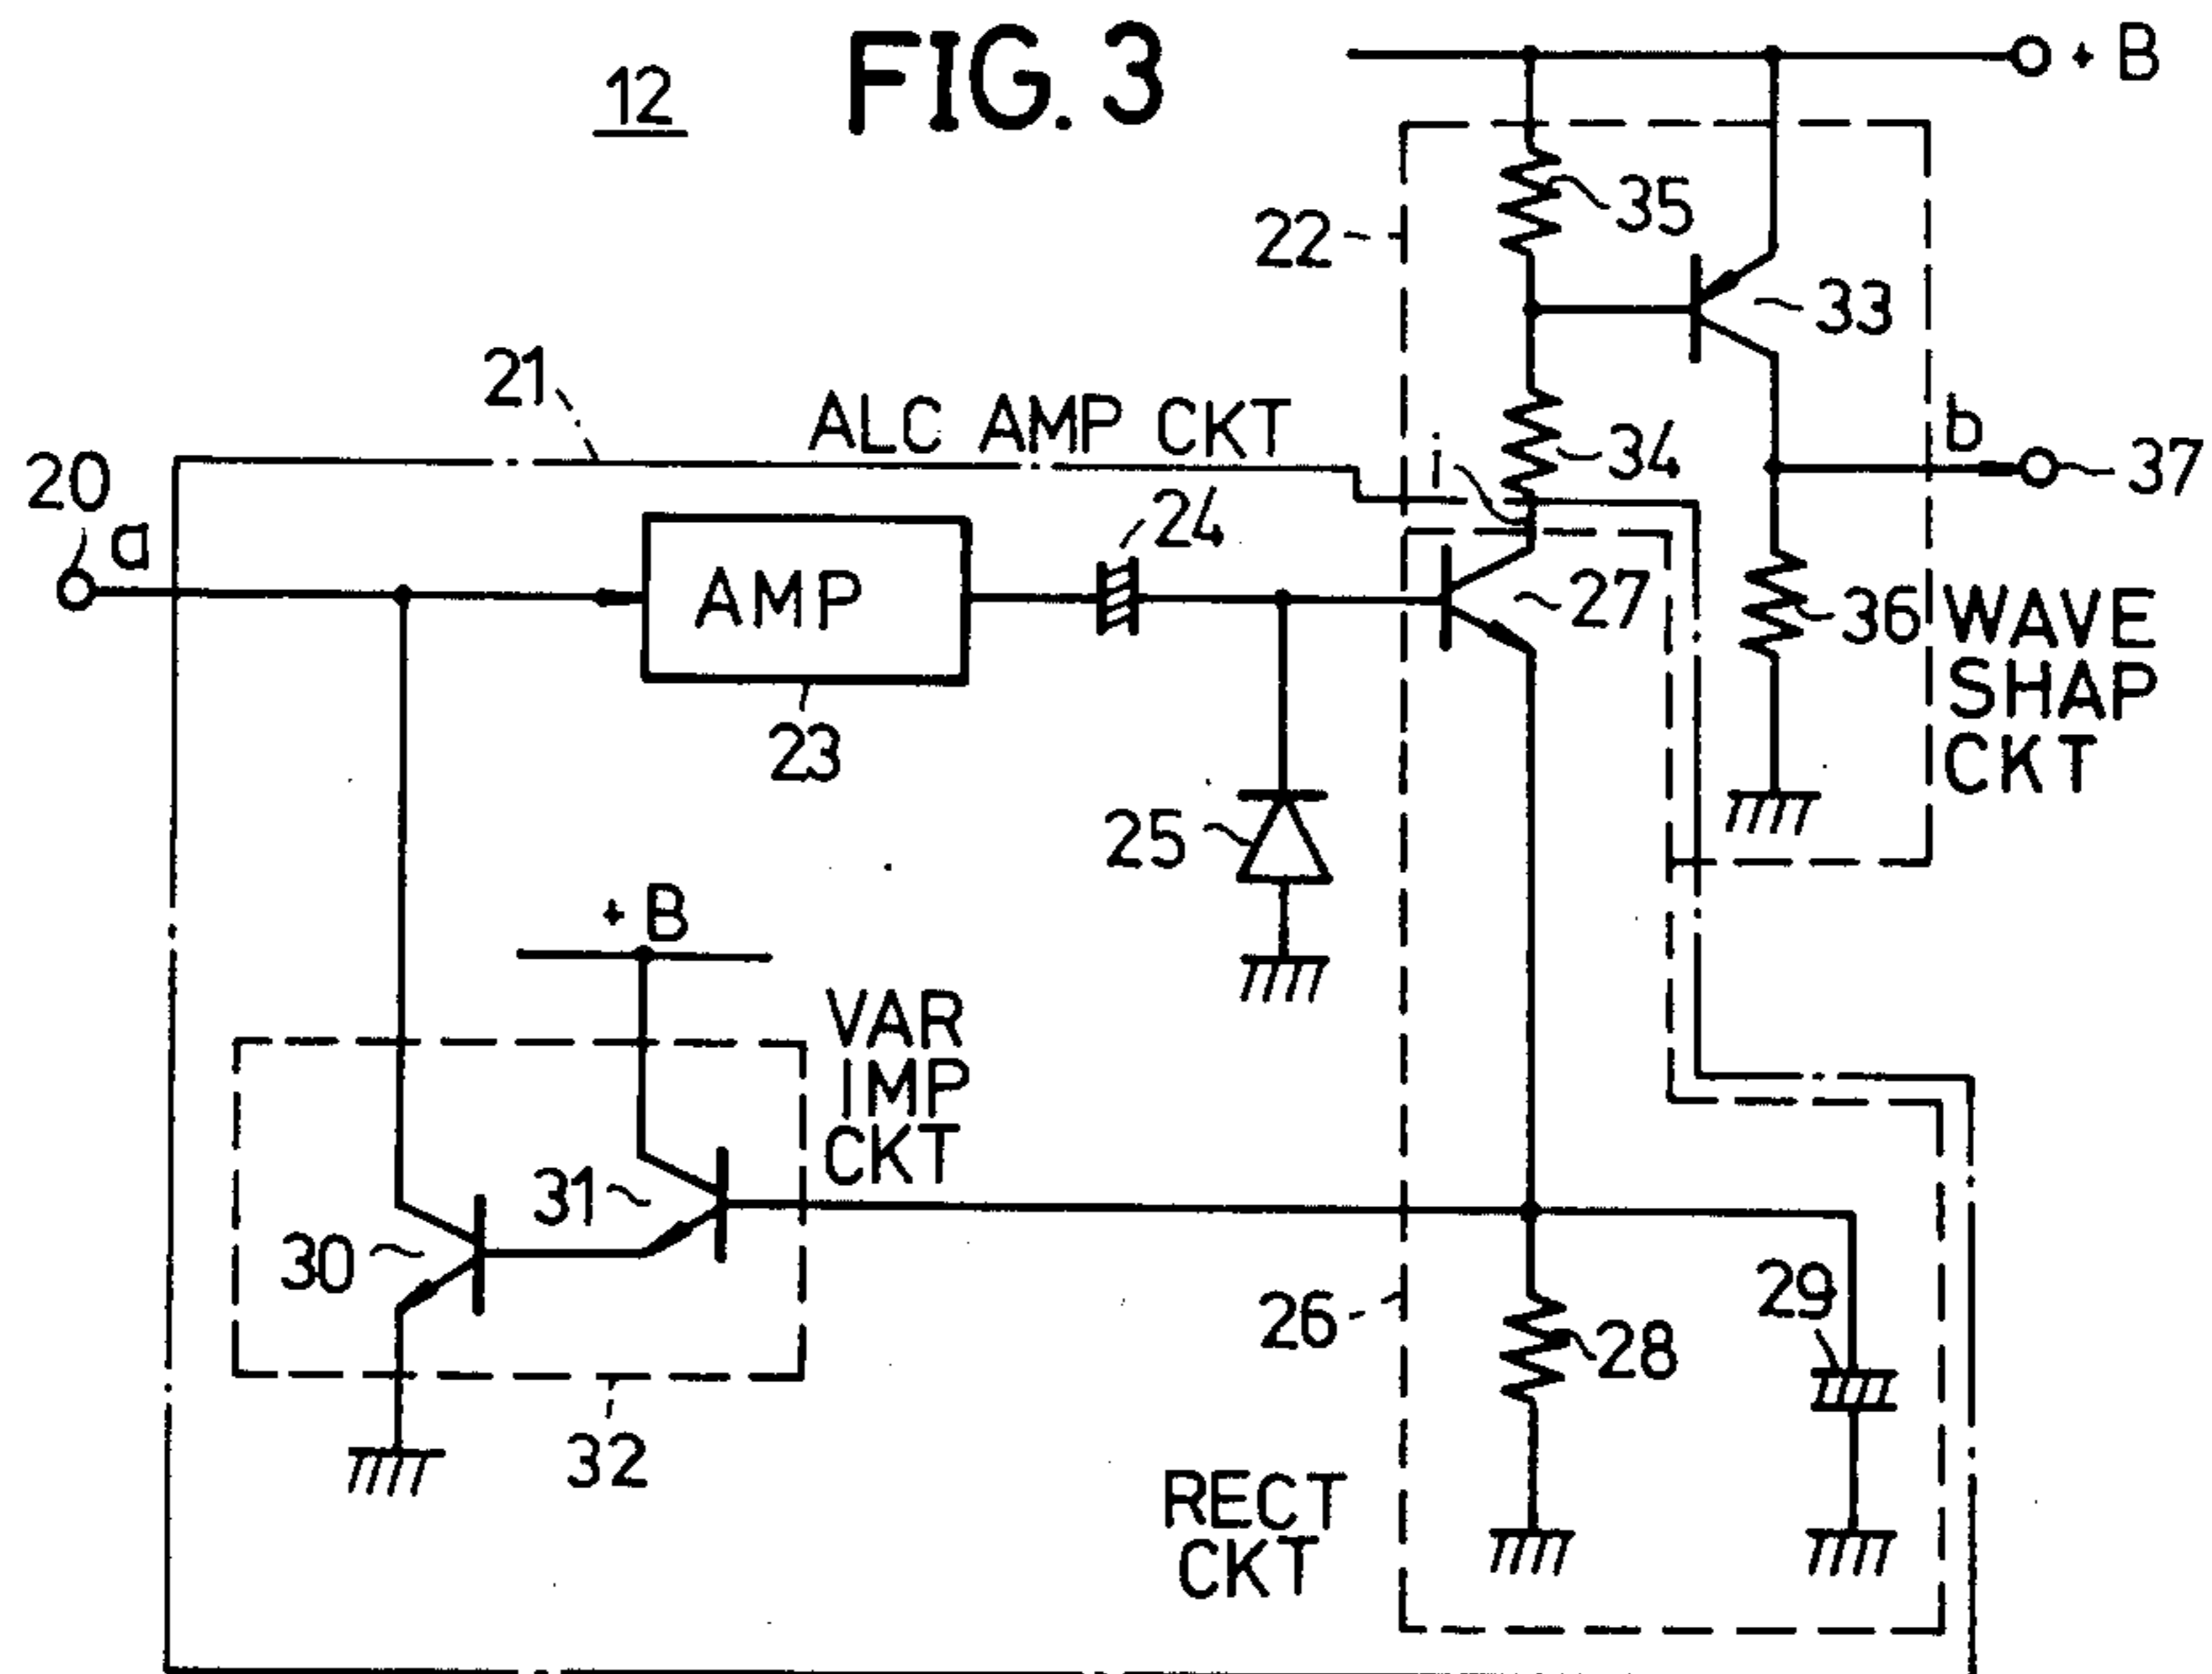 12
FIG. 3
+ B
22
35
33
21
ALC AMP CKT
i
34
b
37
20
a
24
AMP
27
36
WAVE
SHAP
CKT
23
25
+ B
VAR
IMP
CKT
31
30
26
28
29
32
RECT
CKT